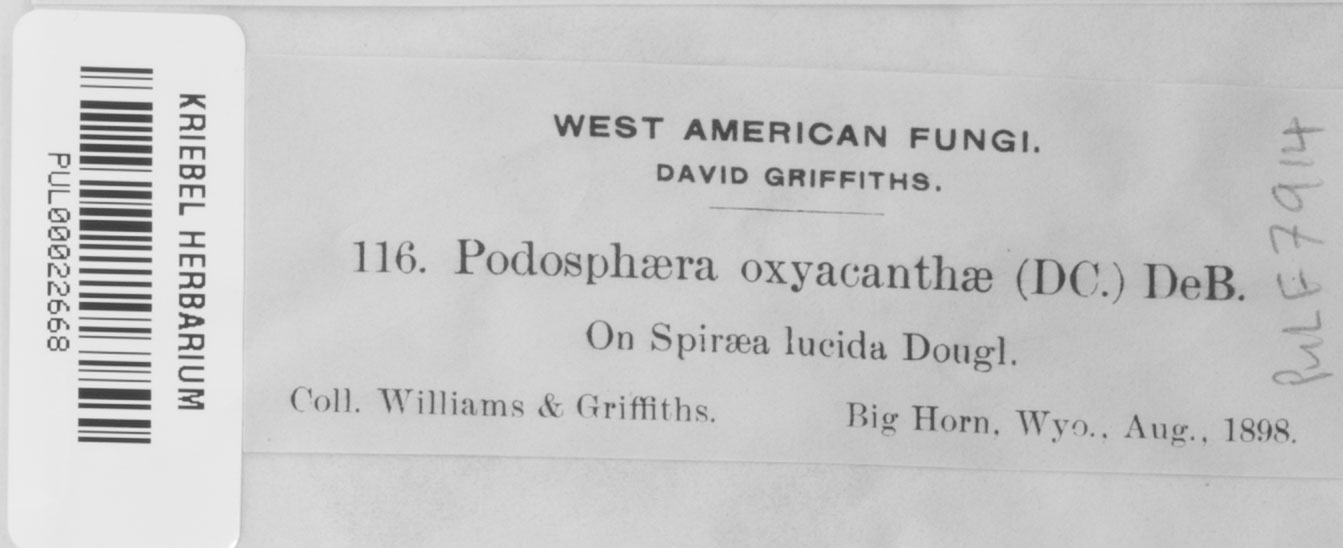 KRIEBEL HERBARIUM
PUL00022668
WEST AMERICAN FUNGI.
DAVID GRIFFITHS.
116. Podosphæra oxyacanthæ (DC.) DeB.
On Spiræa lucida Dougl.
Coll. Williams & Griffiths. Big Horn, Wyo., Aug., 1898.
PUL F7914